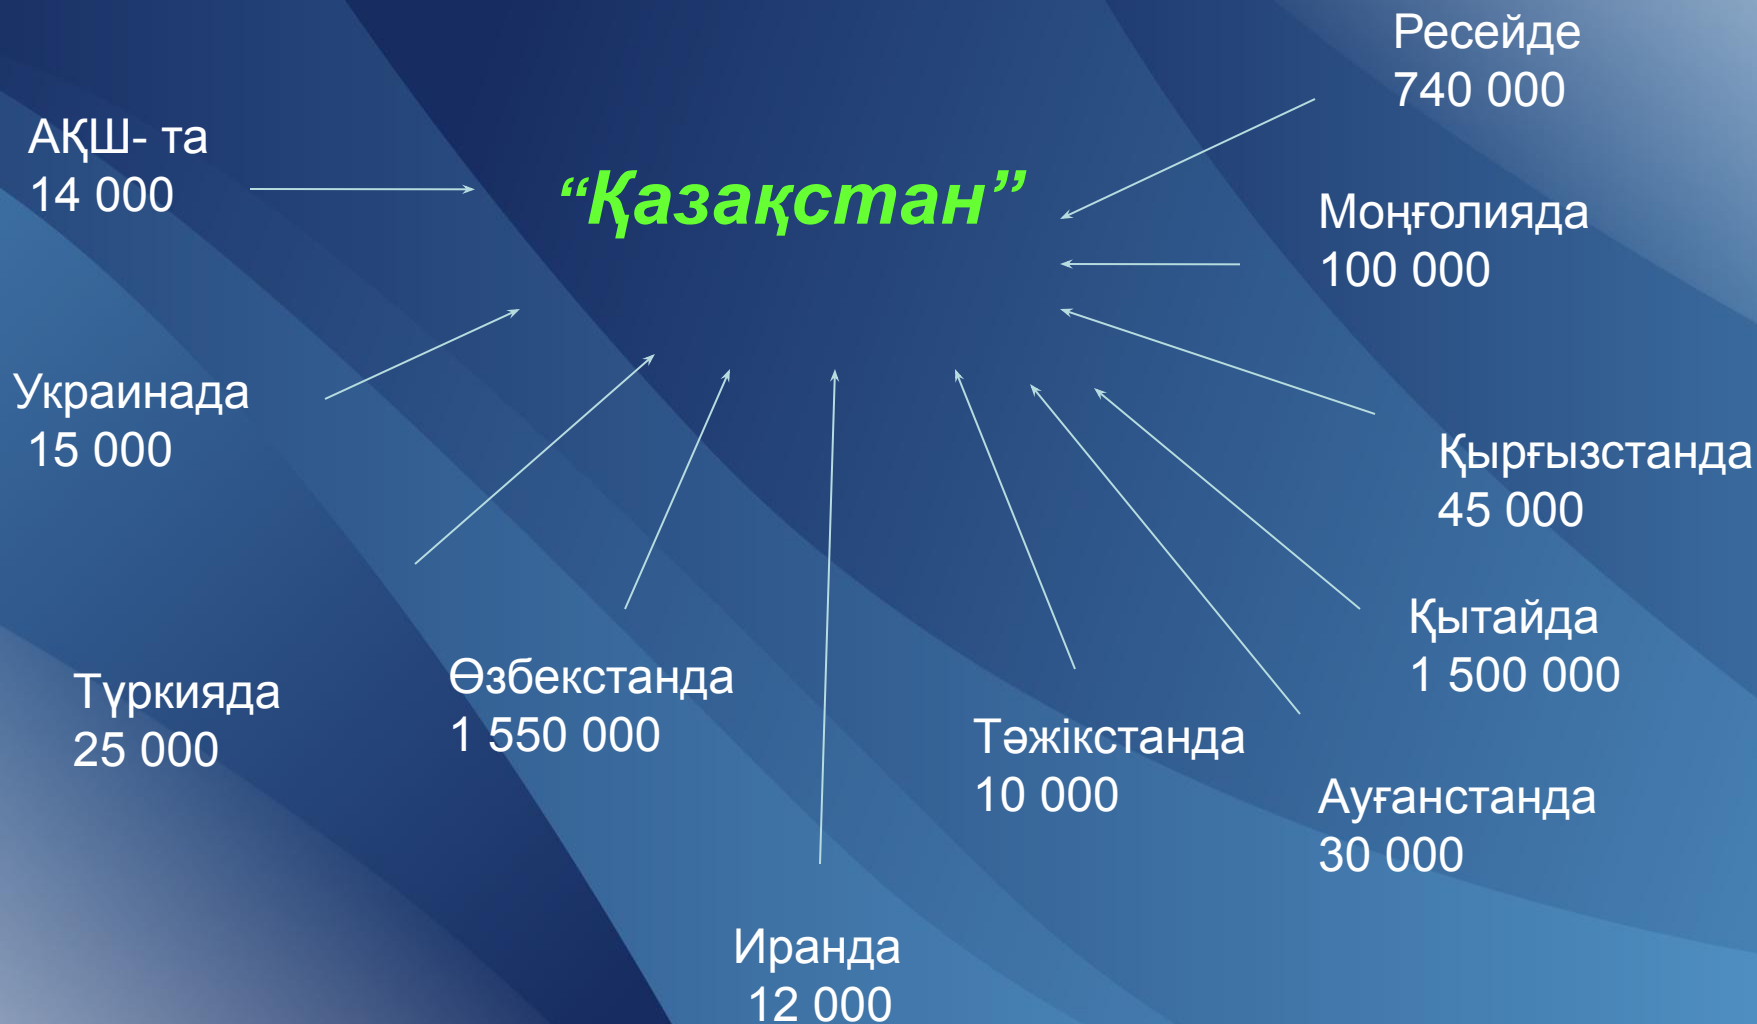 Ресейде
740 000
АҚШ- та
14 000
“Қазақстан”
Моңғолияда
100 000
Украинада
15 000
Қырғызстанда
45 000
Қытайда
1 500 000
Түркияда
25 000
Өзбекстанда
1 550 000
Тәжікстанда
10 000
Ауғанстанда
30 000
Иранда
12 000